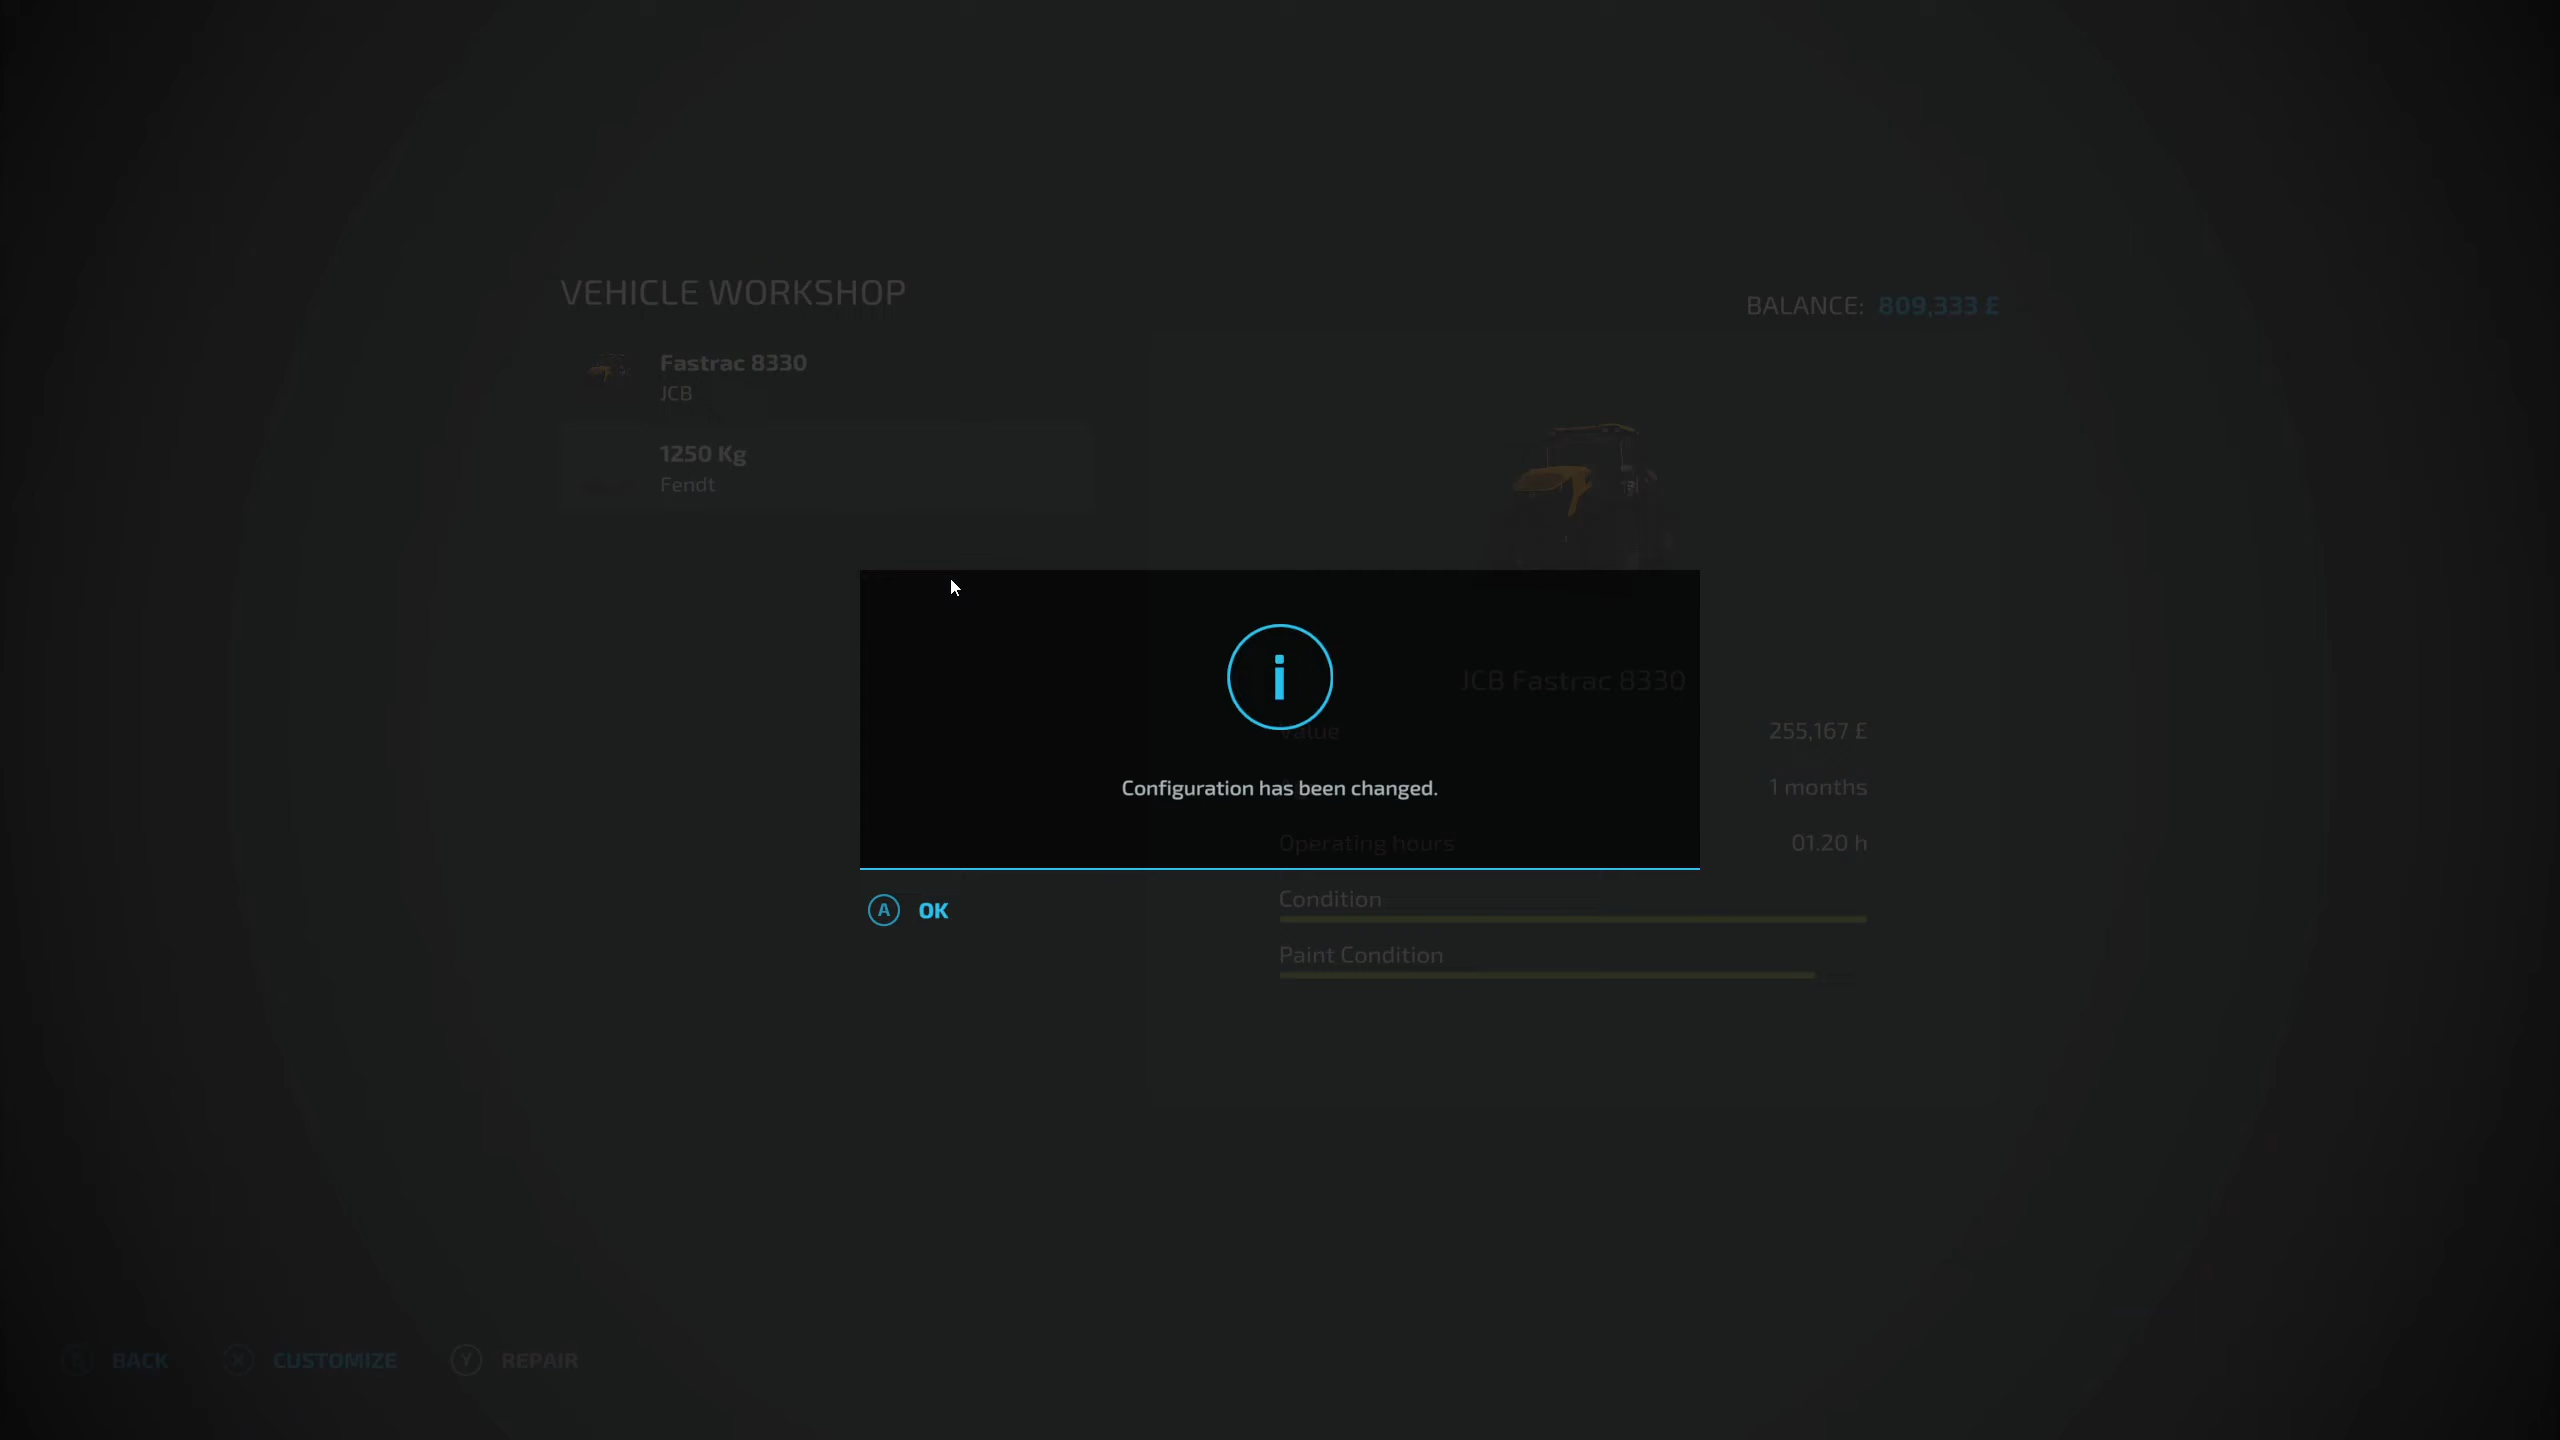 VEHICLE WORKSHOP
BALANCE: 809,333 £
Fastrac 8330
JCB
1250 Kg
Fendt
i
JCB Fastrac 8330
Value 255,167 £
1 months
Configuration has been changed.
Operating hours 01.20 h
Condition
Paint Condition
A OK
BACK X CUSTOMIZE Y REPAIR